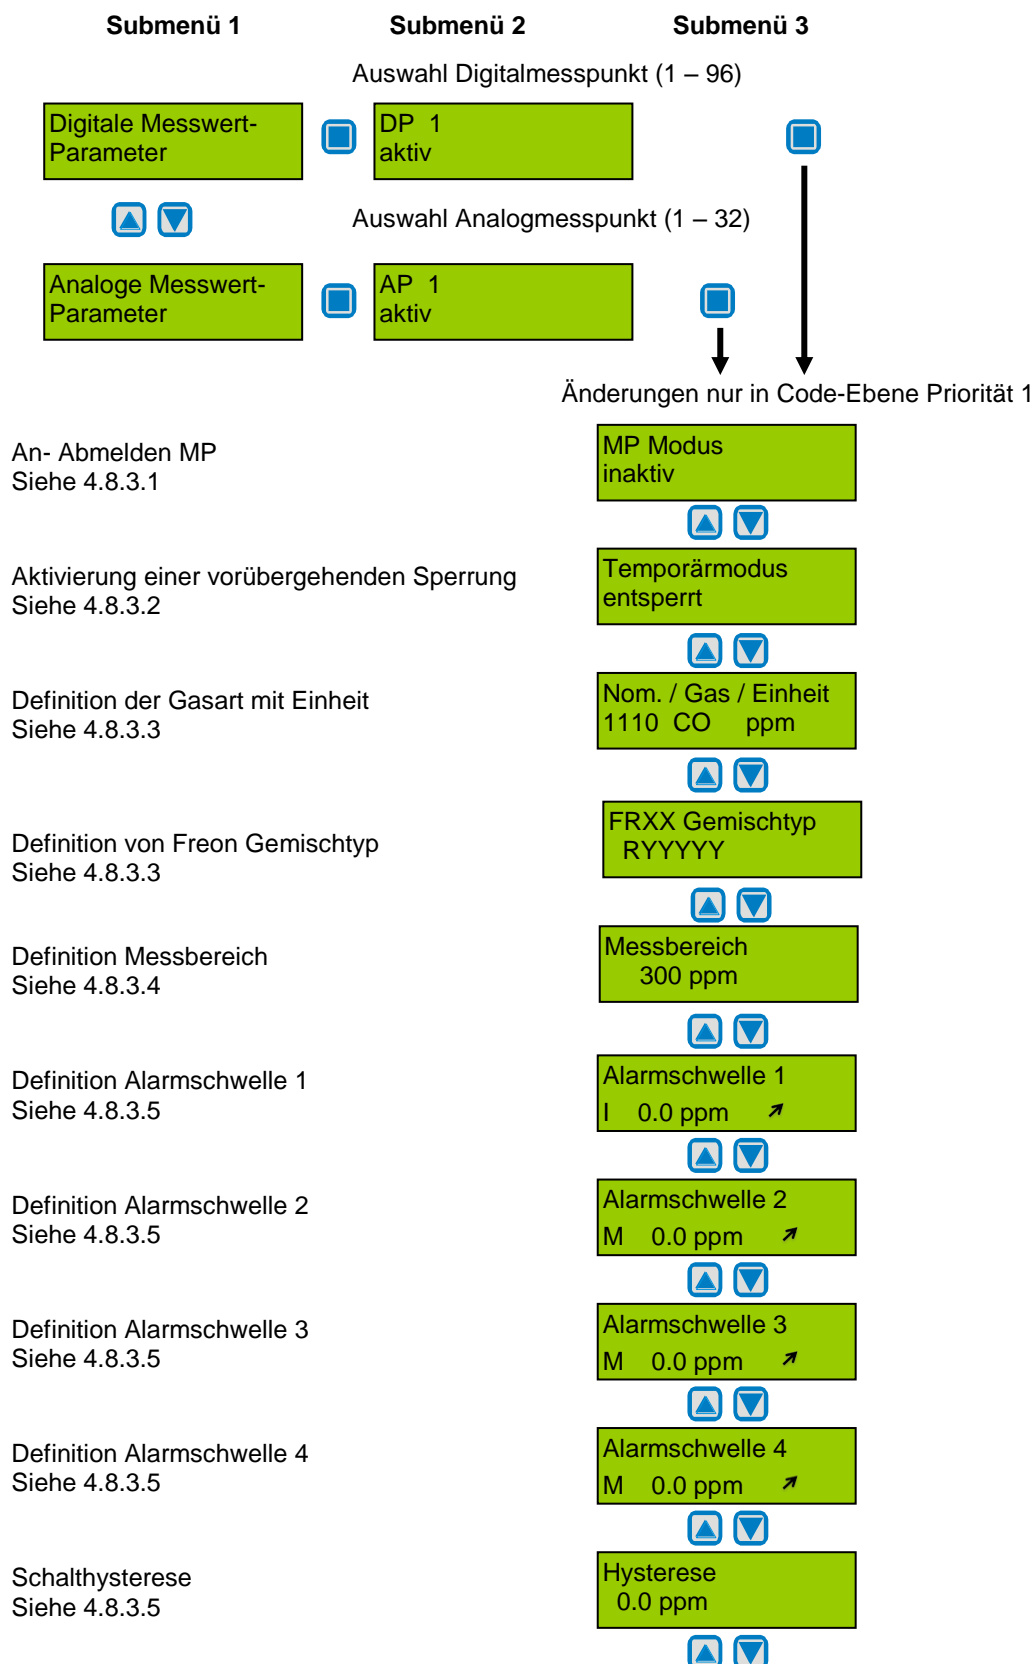 Submenü 1 Submenü 2 Submenü 3
Auswahl Digitalmesspunkt (1 – 96)
Digitale Messwert-
Parameter
DP 1
aktiv
Auswahl Analogmesspunkt (1 – 32)
Analoge Messwert-
Parameter
AP 1
aktiv
Änderungen nur in Code-Ebene Priorität 1
An- Abmelden MP
Siehe 4.8.3.1
MP Modus
inaktiv
Aktivierung einer vorübergehenden Sperrung
Siehe 4.8.3.2
Temporärmodus
entsperrt
Definition der Gasart mit Einheit
Siehe 4.8.3.3
Nom. / Gas / Einheit
1110 CO ppm
Definition von Freon Gemischtyp
Siehe 4.8.3.3
FRXX Gemischtyp
RYYYYY
Definition Messbereich
Siehe 4.8.3.4
Messbereich
300 ppm
Definition Alarmschwelle 1
Siehe 4.8.3.5
Alarmschwelle 1
I 0.0 ppm ↗
Definition Alarmschwelle 2
Siehe 4.8.3.5
Alarmschwelle 2
M 0.0 ppm ↗
Definition Alarmschwelle 3
Siehe 4.8.3.5
Alarmschwelle 3
M 0.0 ppm ↗
Definition Alarmschwelle 4
Siehe 4.8.3.5
Alarmschwelle 4
M 0.0 ppm ↗
Schalthysterese
Siehe 4.8.3.5
Hysterese
0.0 ppm